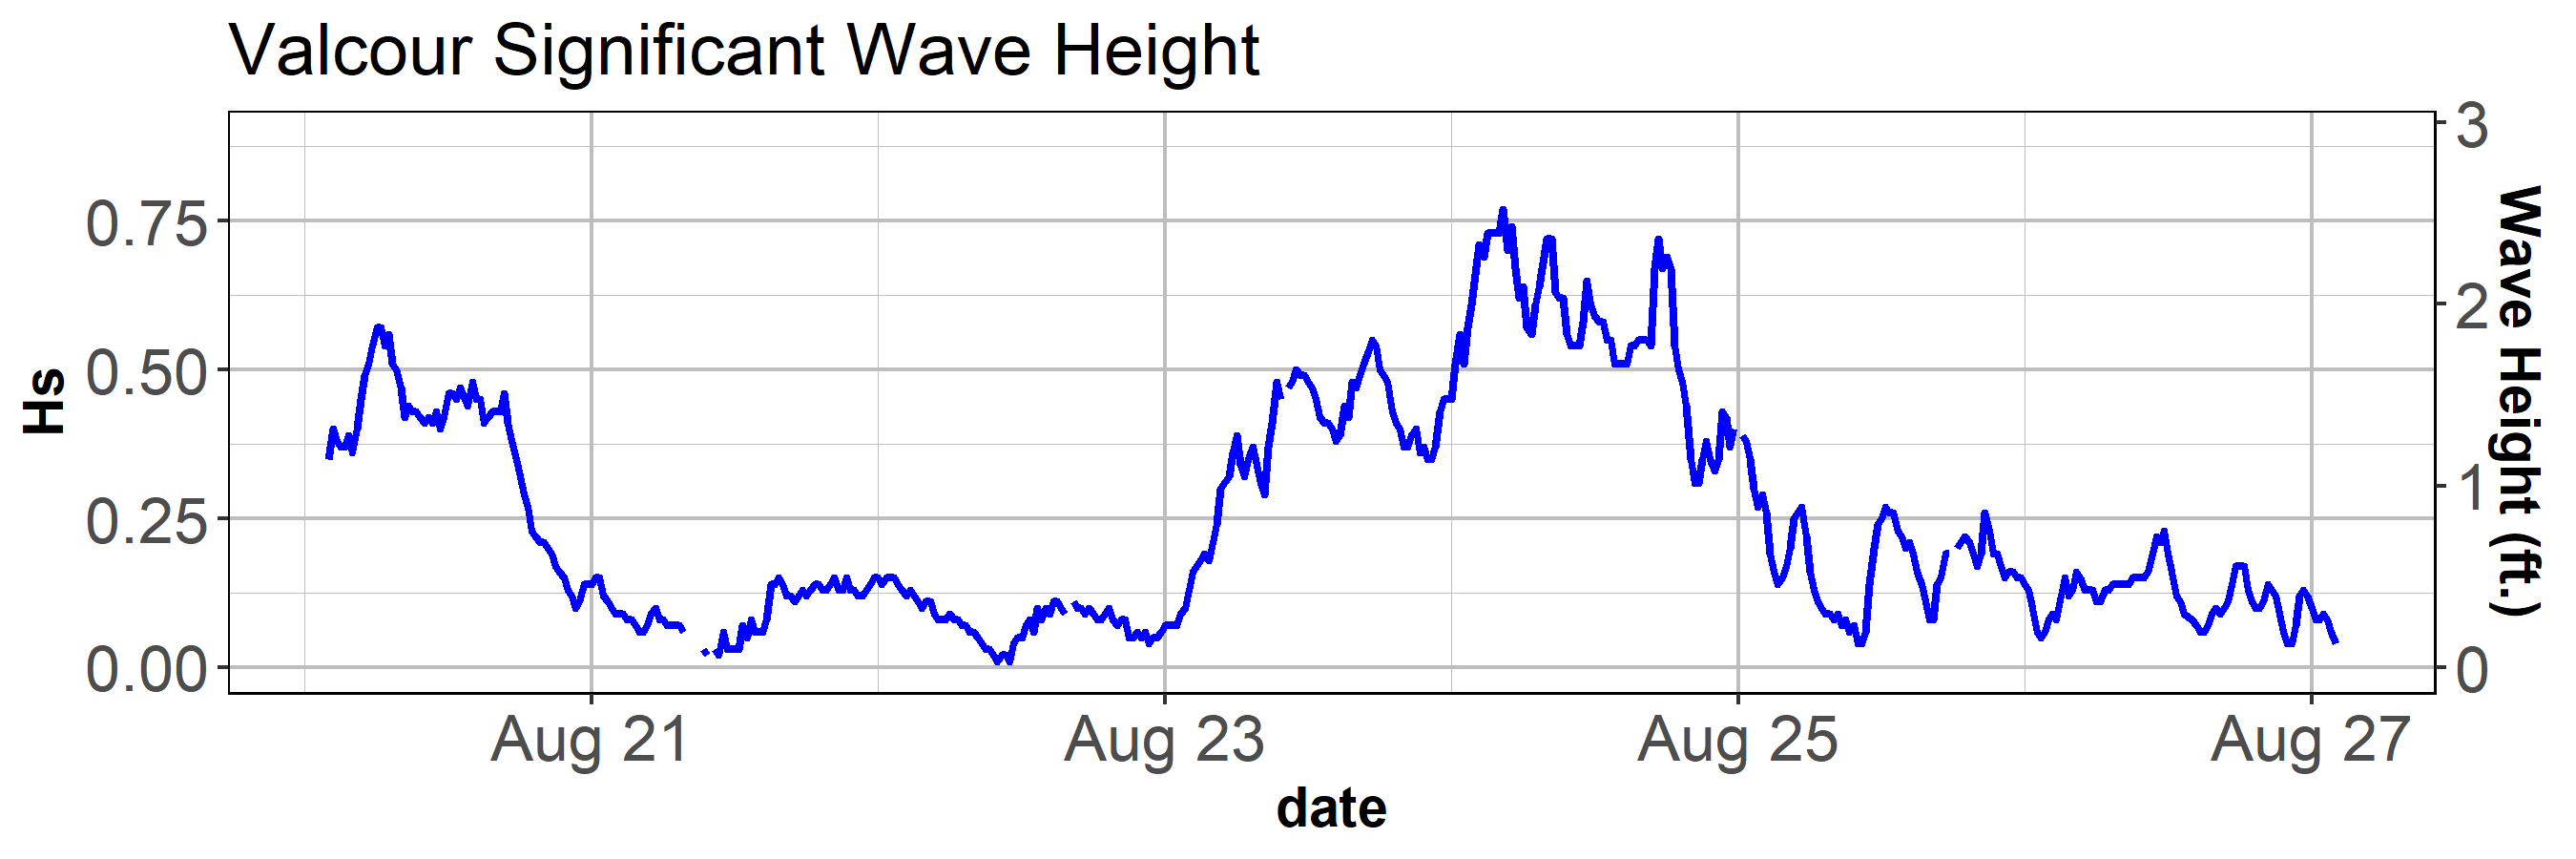 Valcour Significant Wave Height
Hs
0.75
0.50
0.25
0.00
3
2
1
0
Wave Height (ft.)
Aug 21
Aug 23
Aug 25
Aug 27
date